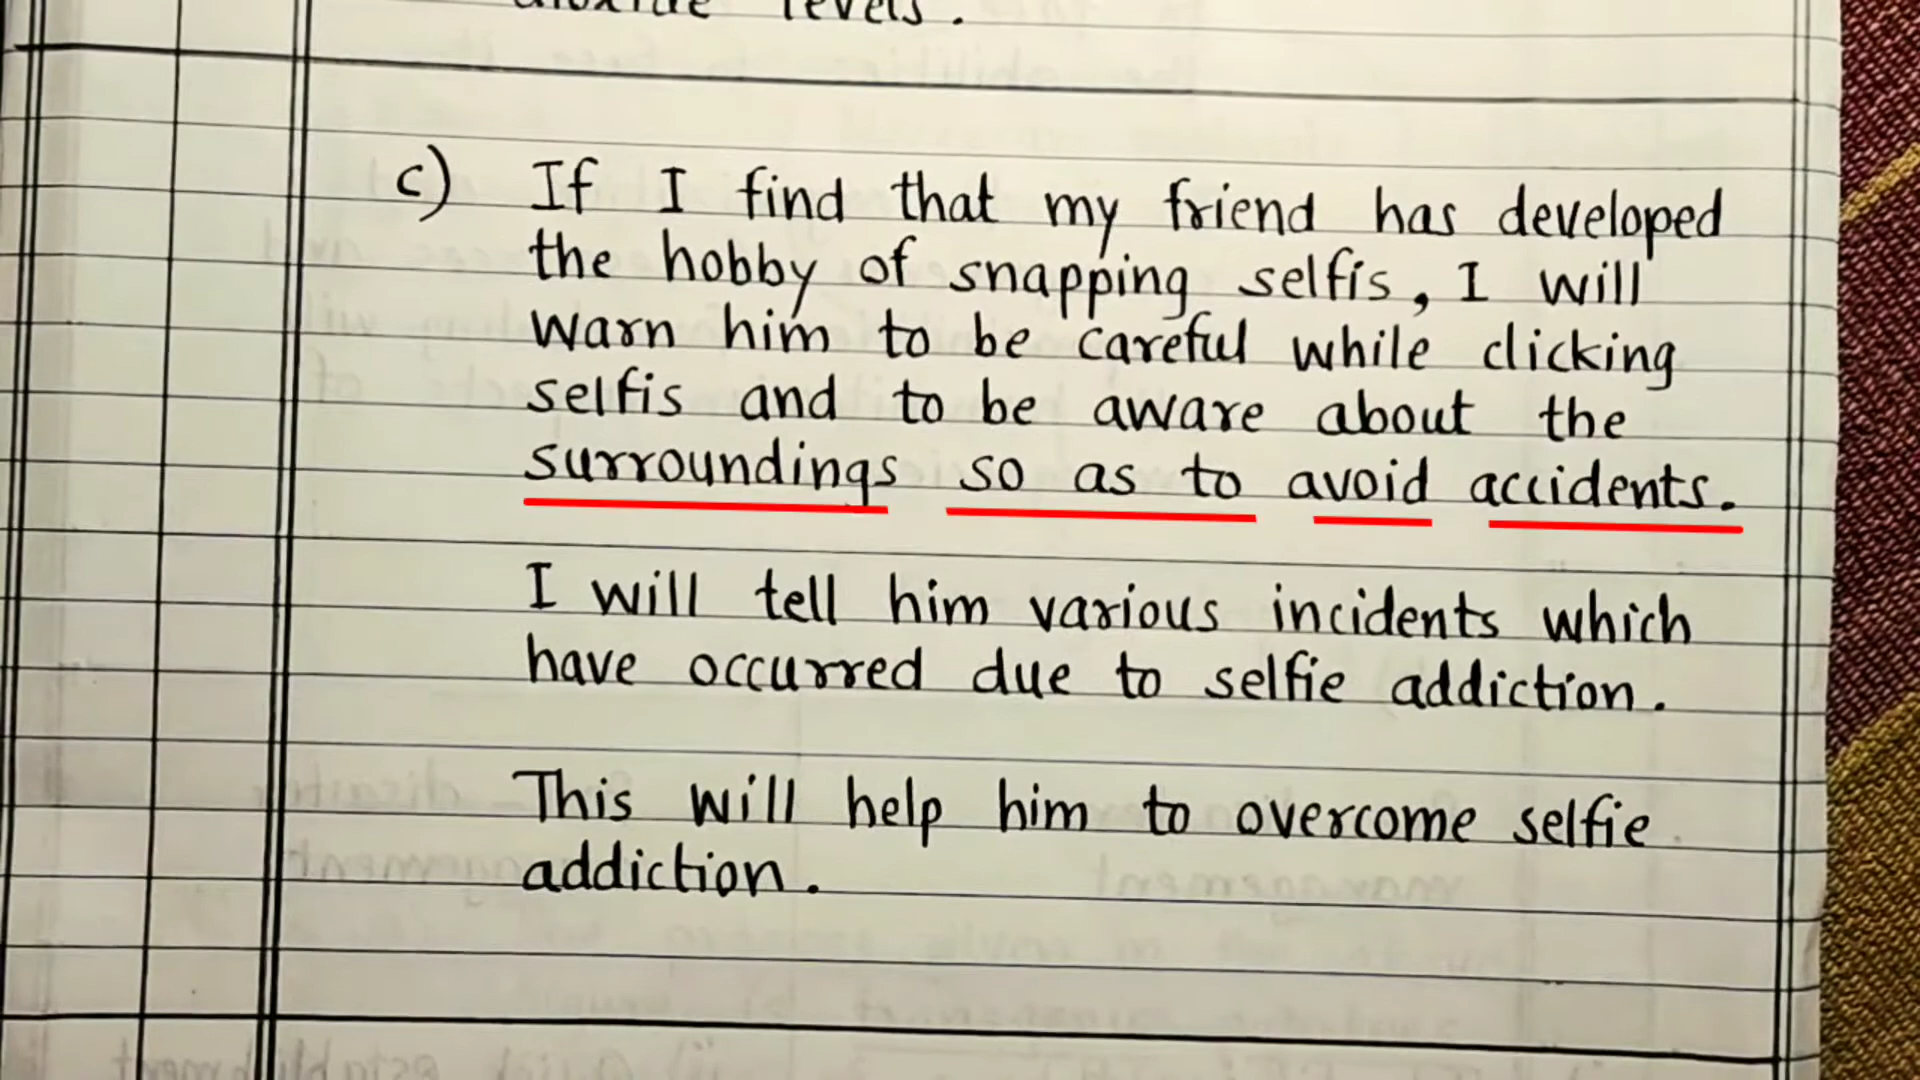 levels.
c) If I find that my friend has developed
the hobby of snapping selfis, I will
warn him to be careful while clicking
selfis and to be aware about the
surroundings so as to avoid accidents.
I will tell him various incidents which
have occurred due to selfie addiction.
This will help him to overcome selfie
addiction.